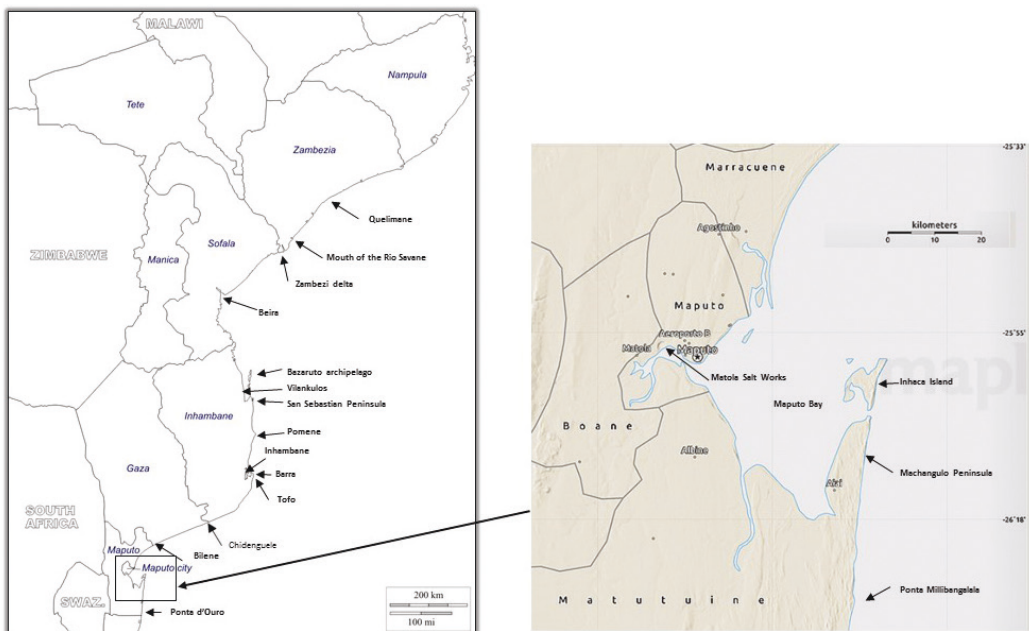 MALAWI
Nampula
Tete
Zambezia
Quelimane
Sofala
Mouth of the Rio Savane
ZIMBABWE
Manica
Zambezi delta
Beira
Bazaruto archipelago
Vilankulos
San Sebastian Peninsula
Inhambane
Pomene
Inhambane
Gaza
Barra
Tofo
SOUTH
AFRICA
Chidenguele
Maputo
Bilene
Maputo city
SWAZ
Ponta d'Ouro
200 km
100 mi
-25°33'
Marracuene
kilometers
0 10 20
Agostinho
Maputo
Aeroporto B
-25°55'
Matola
Maputo
Matola Salt Works
Inhaca Island
mapl
Maputo Bay
Boane
Albine
Machangulo Peninsula
-26°18'
Matutuine
Ponta Millibangalala